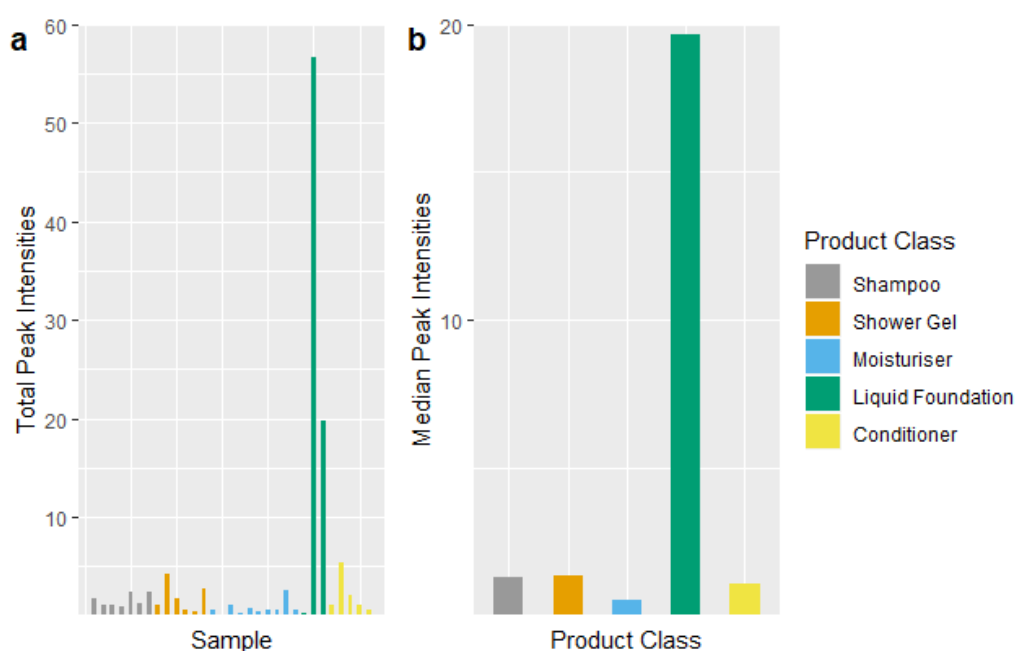 a
60
50
40
30
20
10
Total Peak Intensities
Sample
b
20
10
Median Peak Intensities
Product Class
Product Class
Shampoo
Shower Gel
Moisturiser
Liquid Foundation
Conditioner